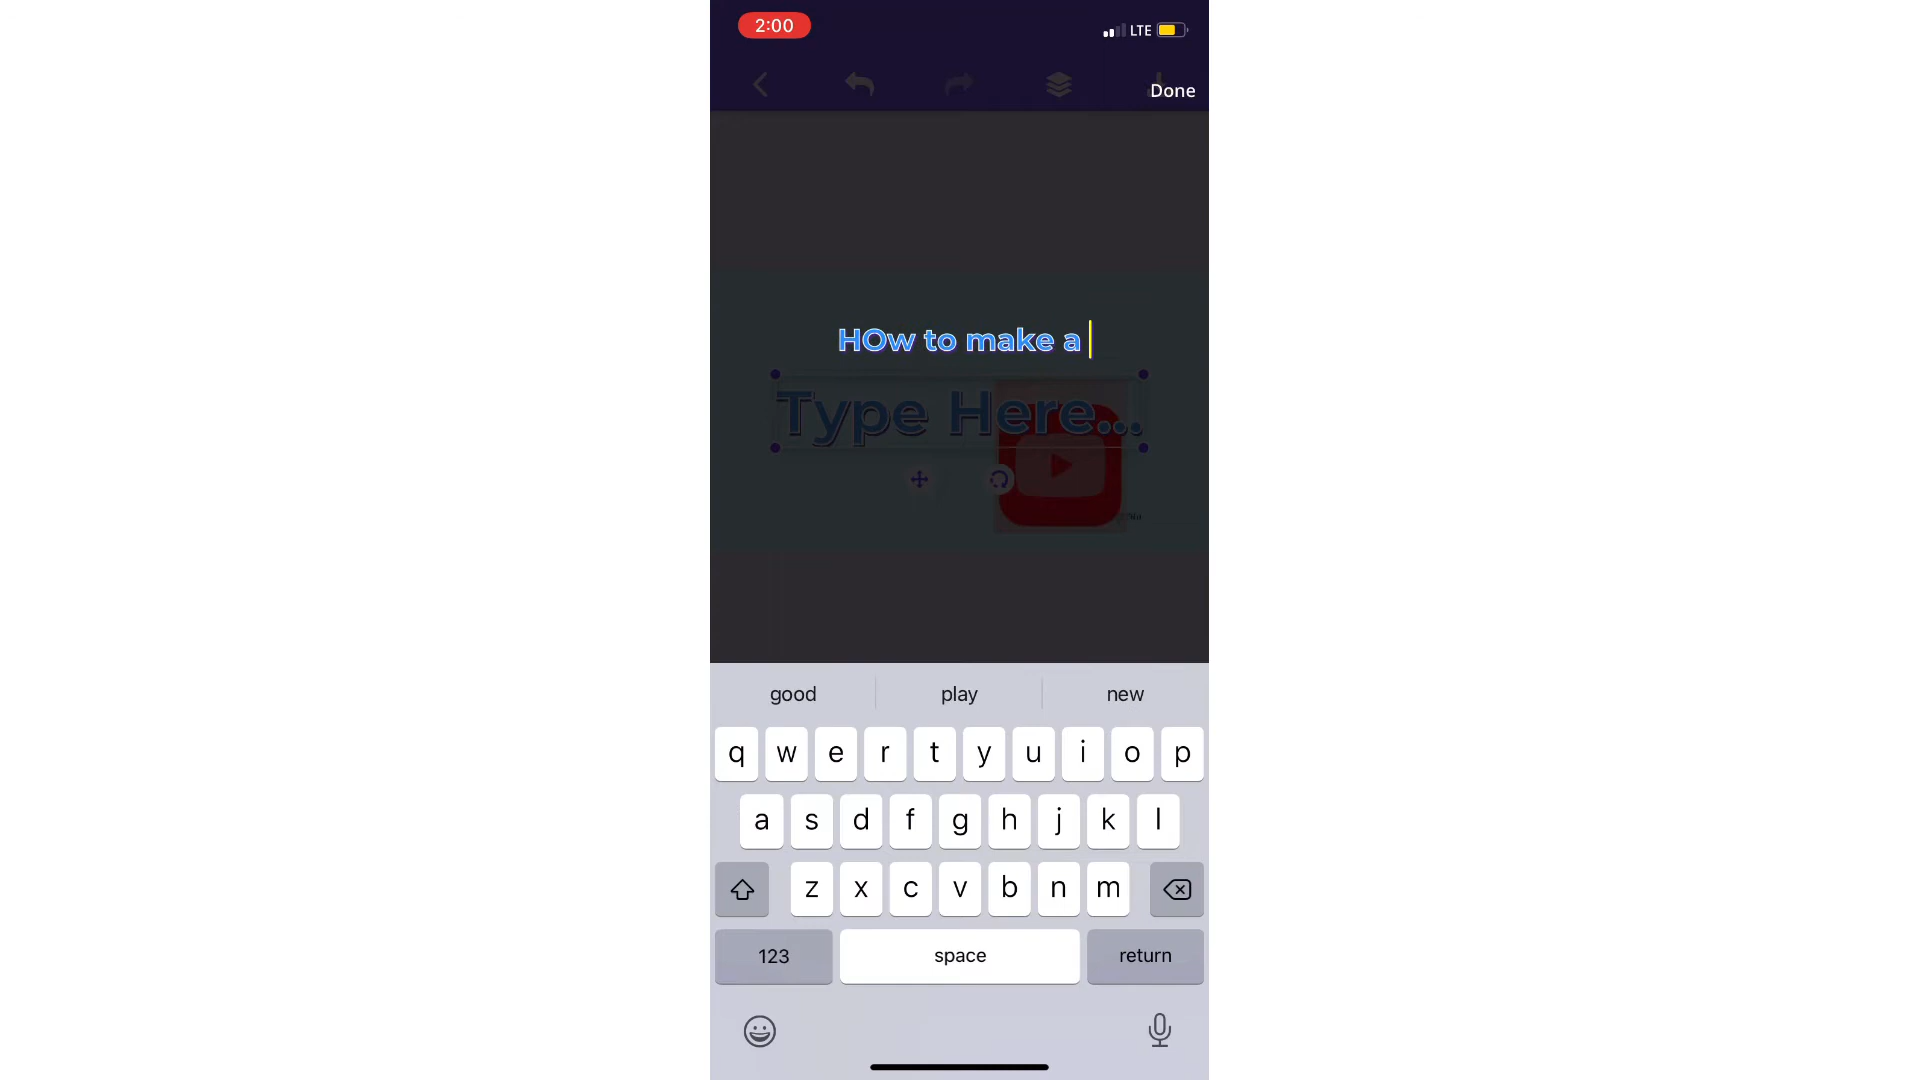 2:00
LTE
Done
HOw to make a
Type Here...
good play new
q w e r t y u i o p
a s d f g h j k l
z x c v b n m
123 space return